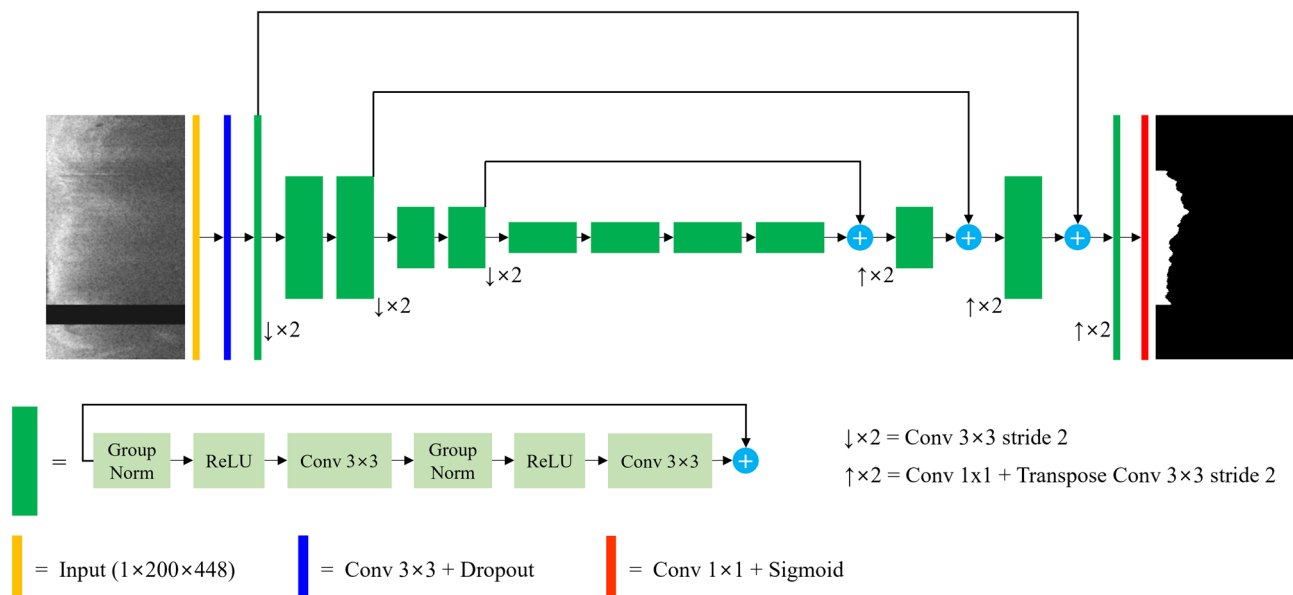 ↓×2
↓×2
↓×2
↑×2
↑×2
↑×2
=
Group
Norm
ReLU
Conv 3×3
Group
Norm
ReLU
Conv 3×3
↓×2 = Conv 3×3 stride 2
↑×2 = Conv 1x1 + Transpose Conv 3×3 stride 2
= Input (1×200×448)
= Conv 3×3 + Dropout
= Conv 1×1 + Sigmoid